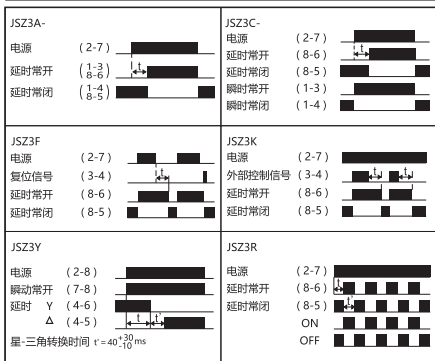 JSZ3A-
电源 (2-7)
延时常开 (1-3 8-6)
t
延时常闭 (1-4 8-5)
JSZ3C-
电源 (2-7)
延时常开 (8-6)
t
延时常闭 (8-5)
瞬时常开 (1-3)
瞬时常闭 (1-4)
JSZ3F
电源 (2-7)
复位信号 (3-4)
t
延时常开 (8-6)
延时常闭 (8-5)
JSZ3K
电源 (2-7)
外部控制信号 (3-4)
t t
延时常开 (8-6)
延时常闭 (8-5)
JSZ3Y
电源 (2-8)
瞬动常开 (7-8)
延时 Y (4-6)
Δ (4-5)
t t'
星-三角转换时间 t'=40+30-10ms
JSZ3R
电源 (2-7)
延时常开 (8-6)
t
延时常闭 (8-5)
t'
ON
OFF